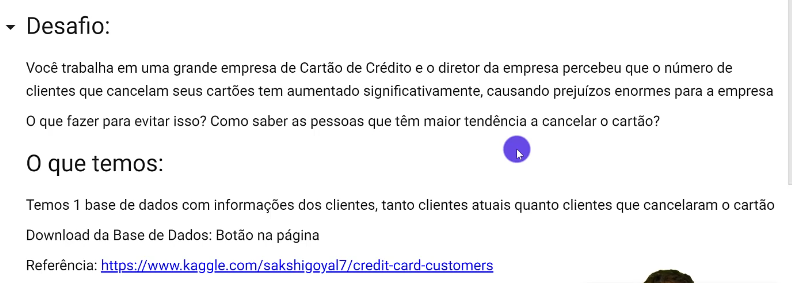 Desafio:
Você trabalha em uma grande empresa de Cartão de Crédito e o diretor da empresa percebeu que o número de
clientes que cancelam seus cartões tem aumentado significativamente, causando prejuízos enormes para a empresa
O que fazer para evitar isso? Como saber as pessoas que têm maior tendência a cancelar o cartão?
O que temos:
Temos 1 base de dados com informações dos clientes, tanto clientes atuais quanto clientes que cancelaram o cartão
Download da Base de Dados: Botão na página
Referência: https://www.kaggle.com/sakshigoyal7/credit-card-customers